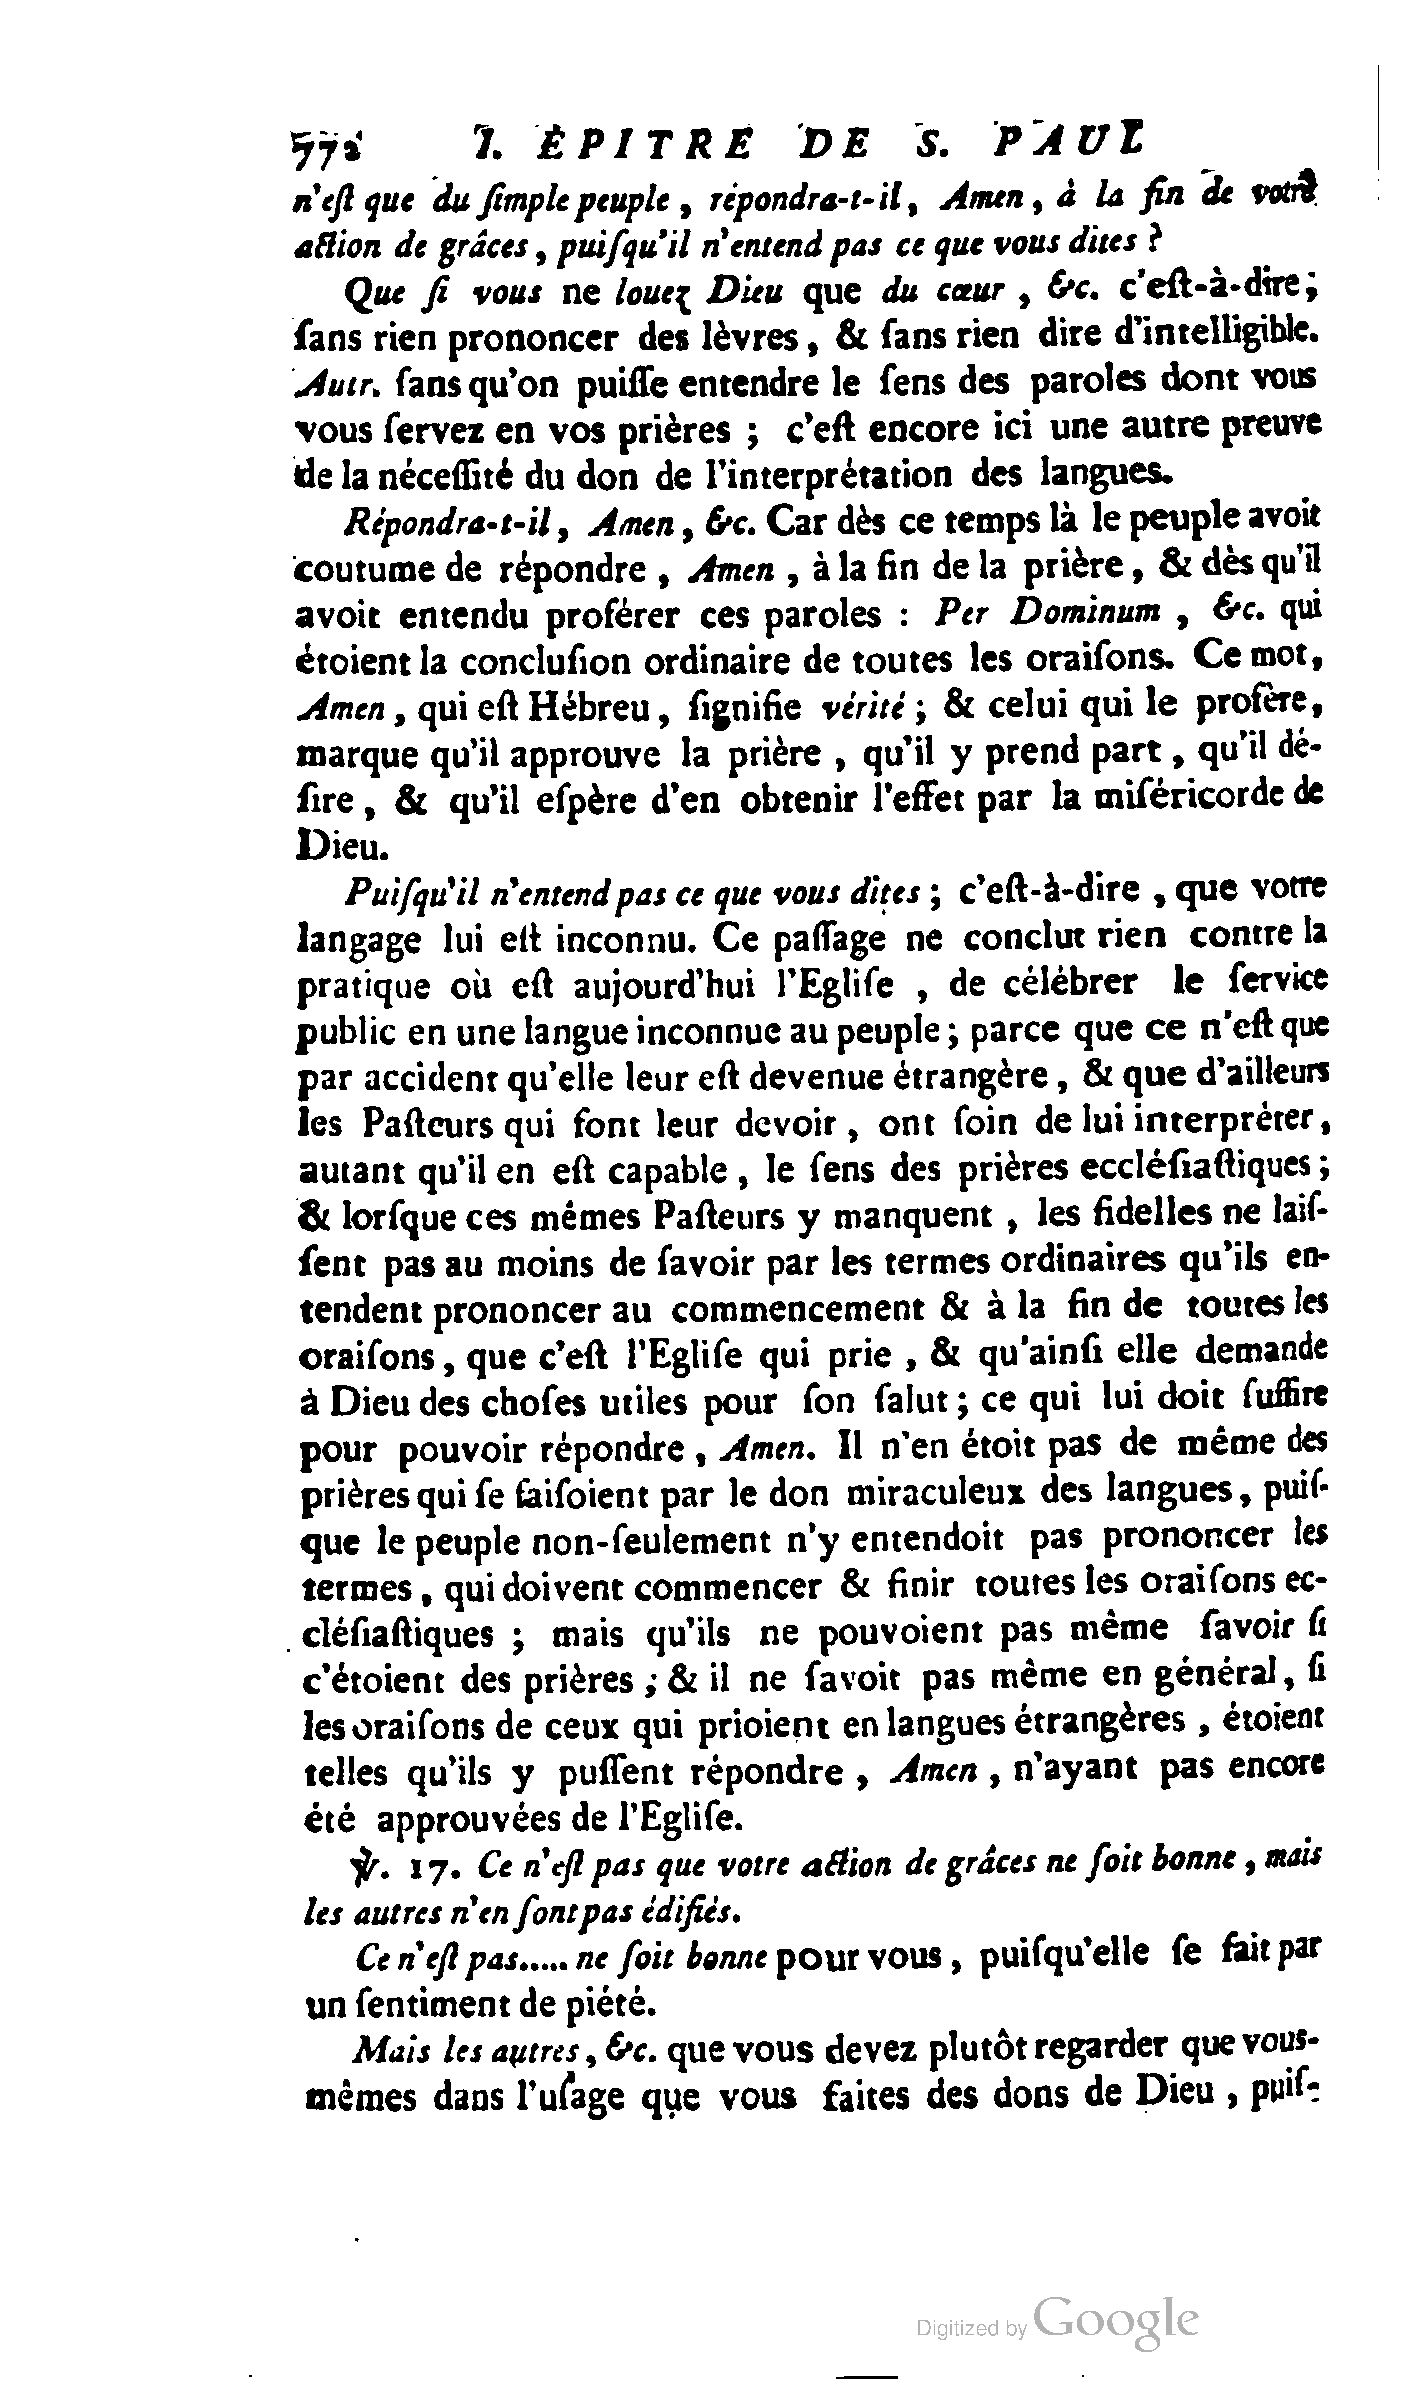 772 I. ÉPITRE DE S. PAUL
n'eſt que du ſimple peuple, répondra-t-il, Amen, à la fin de votre
action de grâces, puiſqu'il n'entend pas ce que vous dites ?
Que ſi vous ne louez Dieu que du cœur, &c. c'eſt-à-dire;
ſans rien prononcer des lèvres, & ſans rien dire d'intelligible.
Autr. ſans qu'on puiſſe entendre le ſens des paroles dont vous
vous ſervez en vos prières ; c'eſt encore ici une autre preuve
de la néceſſité du don de l'interprétation des langues.
Répondra-t-il, Amen, &c. Car dès ce temps là le peuple avoit
coutume de répondre, Amen, à la fin de la prière, & dès qu'il
avoit entendu proférer ces paroles : Per Dominum, &c. qui
étoient la concluſion ordinaire de toutes les oraiſons. Ce mot,
Amen, qui eſt Hébreu, ſignifie vérité ; & celui qui le profère,
marque qu'il approuve la prière, qu'il y prend part, qu'il dé-
ſire, & qu'il eſpère d'en obtenir l'effet par la miſéricorde de
Dieu.
Puiſqu'il n'entend pas ce que vous dites ; c'eſt-à-dire, que votre
langage lui eſt inconnu. Ce paſſage ne conclut rien contre la
pratique où eſt aujourd'hui l'Egliſe, de célébrer le ſervice
public en une langue inconnue au peuple ; parce que ce n'eſt que
par accident qu'elle leur eſt devenue étrangère, & que d'ailleurs
les Paſteurs qui font leur devoir, ont ſoin de lui interpréter,
autant qu'il en eſt capable, le ſens des prières eccléſiaſtiques ;
& lorſque ces mêmes Paſteurs y manquent, les fidelles ne laiſ-
ſent pas au moins de ſavoir par les termes ordinaires qu'ils en-
tendent prononcer au commencement & à la fin de toutes les
oraiſons, que c'eſt l'Egliſe qui prie, & qu'ainſi elle demande
à Dieu des choſes utiles pour ſon ſalut ; ce qui lui doit ſuffire
pour pouvoir répondre, Amen. Il n'en étoit pas de même des
prières qui ſe faiſoient par le don miraculeux des langues, puiſ-
que le peuple non-ſeulement n'y entendoit pas prononcer les
termes, qui doivent commencer & finir toutes les oraiſons ec-
cléſiaſtiques ; mais qu'ils ne pouvoient pas même ſavoir ſi
c'étoient des prières ; & il ne ſavoit pas même en général, ſi
les oraiſons de ceux qui prioient en langues étrangères, étoient
telles qu'ils y puſſent répondre, Amen, n'ayant pas encore
été approuvées de l'Egliſe.
℣. 17. Ce n'eſt pas que votre action de grâces ne ſoit bonne, mais
les autres n'en ſont pas édifiés.
Ce n'eſt pas..... ne ſoit bonne pour vous, puiſqu'elle ſe fait par
un ſentiment de piété.
Mais les autres, &c. que vous devez plutôt regarder que vous-
mêmes dans l'uſage que vous faites des dons de Dieu, puiſ-
Digitized by Google